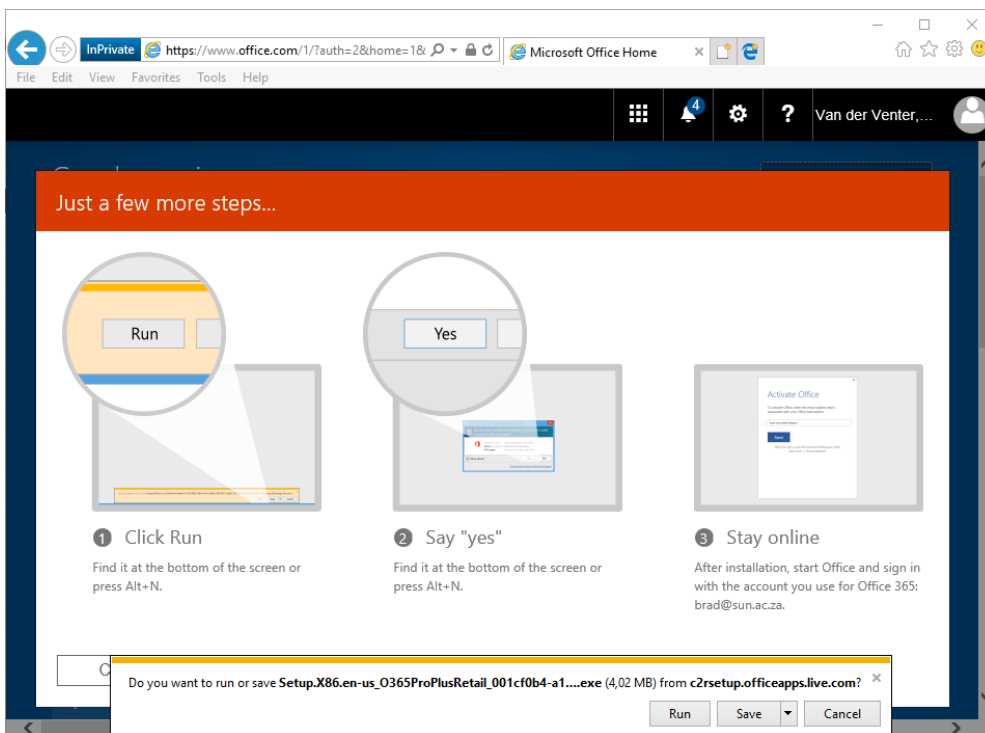 InPrivate https://www.office.com/1/?auth=2&home=1& Microsoft Office Home
File Edit View Favorites Tools Help
4 ? Van der Venter,...
Just a few more steps...
Run
Yes
Activate Office
Next
1 Click Run
Find it at the bottom of the screen or
press Alt+N.
2 Say "yes"
Find it at the bottom of the screen or
press Alt+N.
3 Stay online
After installation, start Office and sign in
with the account you use for Office 365:
brad@sun.ac.za.
Do you want to run or save Setup.X86.en-us_O365ProPlusRetail_001cf0b4-a1....exe (4,02 MB) from c2rsetup.officeapps.live.com?
Run Save Cancel